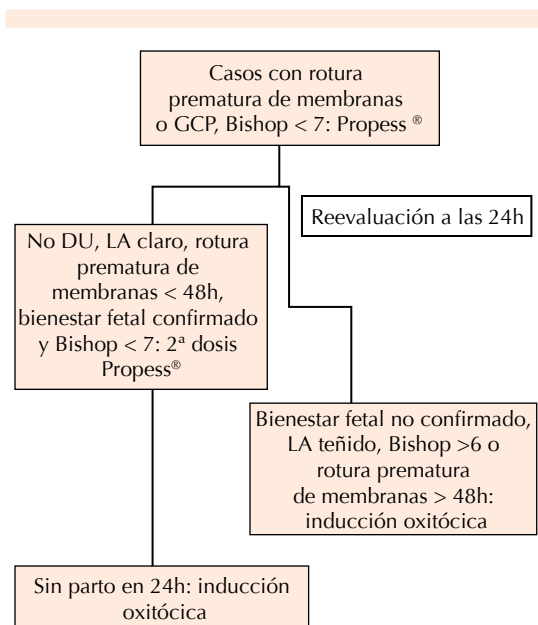 Casos con rotura
prematura de membranas
o GCP, Bishop < 7: Propess ®
Reevaluación a las 24h
No DU, LA claro, rotura
prematura de
membranas < 48h,
bienestar fetal confirmado
y Bishop < 7: 2ª dosis
Propess®
Bienestar fetal no confirmado,
LA teñido, Bishop >6 o
rotura prematura
de membranas > 48h:
inducción oxitócica
Sin parto en 24h: inducción
oxitócica